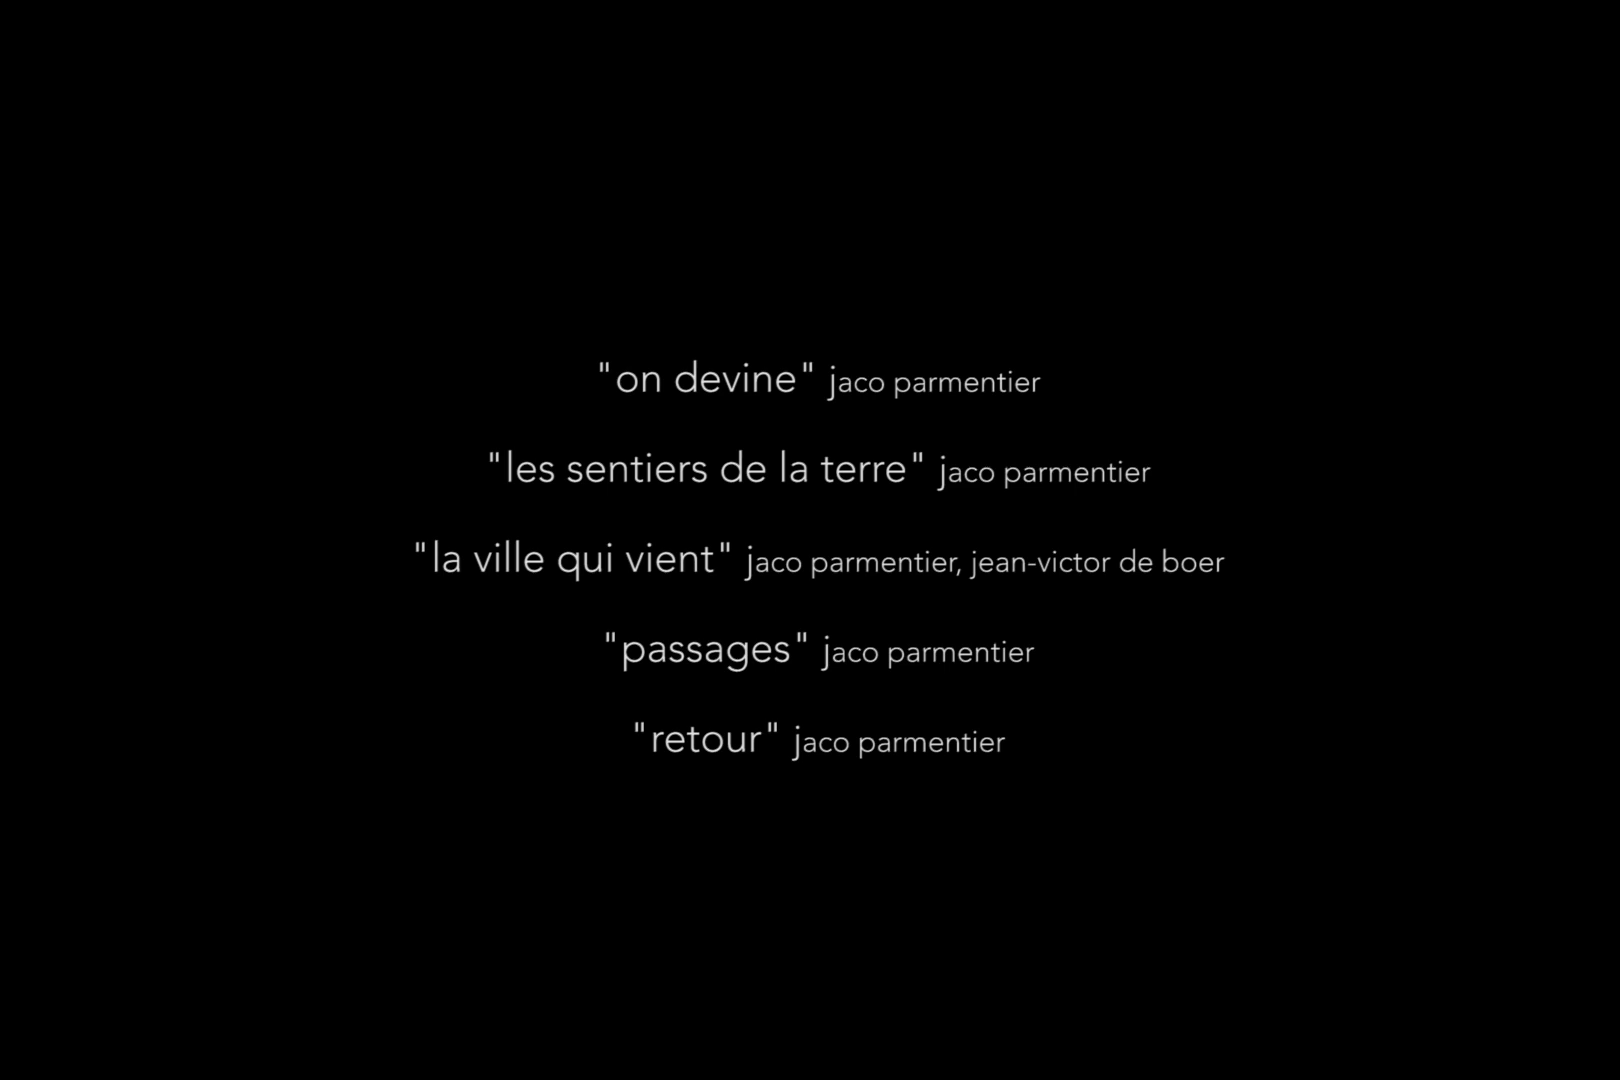 "on devine" jaco parmentier
"les sentiers de la terre" jaco parmentier
"la ville qui vient" jaco parmentier, jean-victor de boer
"passages" jaco parmentier
"retour" jaco parmentier